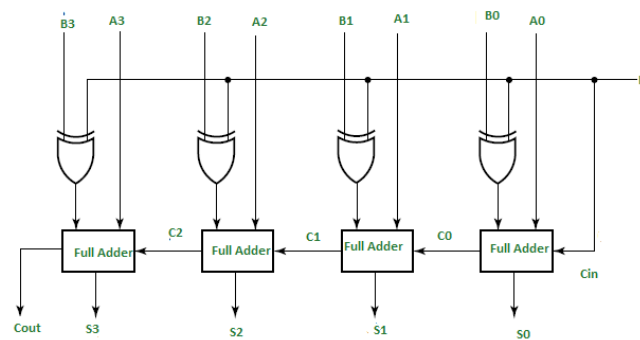 B3 A3 B2 A2 B1 A1 B0 A0
Full Adder C2 Full Adder C1 Full Adder C0 Full Adder
Cin
Cout S3 S2 S1 S0